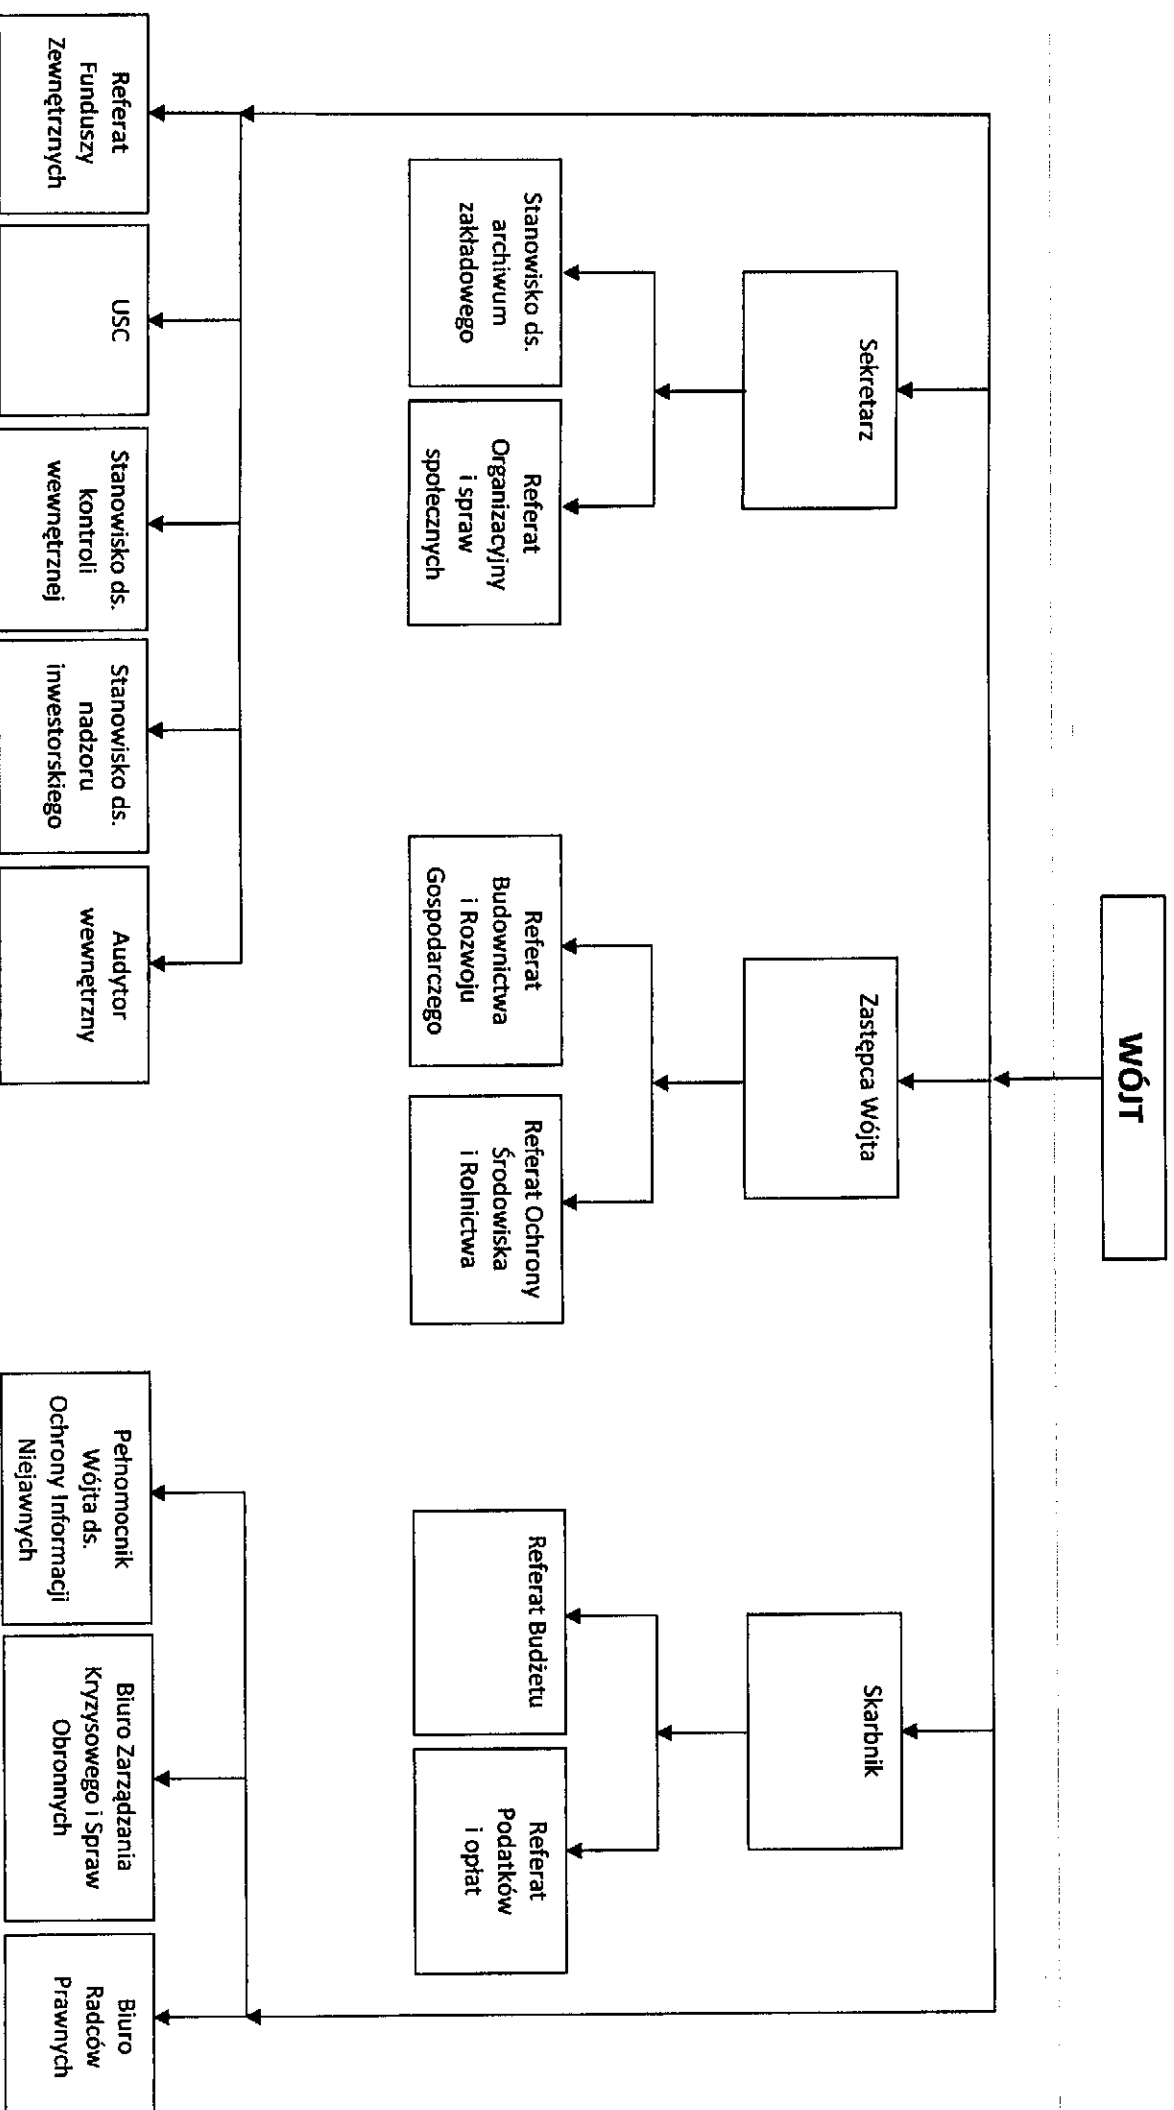 WÓJT
Sekretarz
Zastępca Wójta
Skarbnik
Stanowisko ds.
archiwum
zakładowego
Referat
Organizacyjny
i spraw
społecznych
Referat
Budownictwa
i Rozwoju
Gospodarczego
Referat Ochrony
Środowiska
i Rolnictwa
Referat Budżetu
Referat
Podatków
i opłat
Referat
Funduszy
Zewnętrznych
USC
Stanowisko ds.
kontroli
wewnętrznej
Stanowisko ds.
nadzoru
inwestorskiego
Audytor
wewnętrzny
Pełnomocnik
Wójta ds.
Ochrony Informacji
Niejawnych
Biuro Zarządzania
Kryzysowego i Spraw
Obronnych
Biuro
Radców
Prawnych